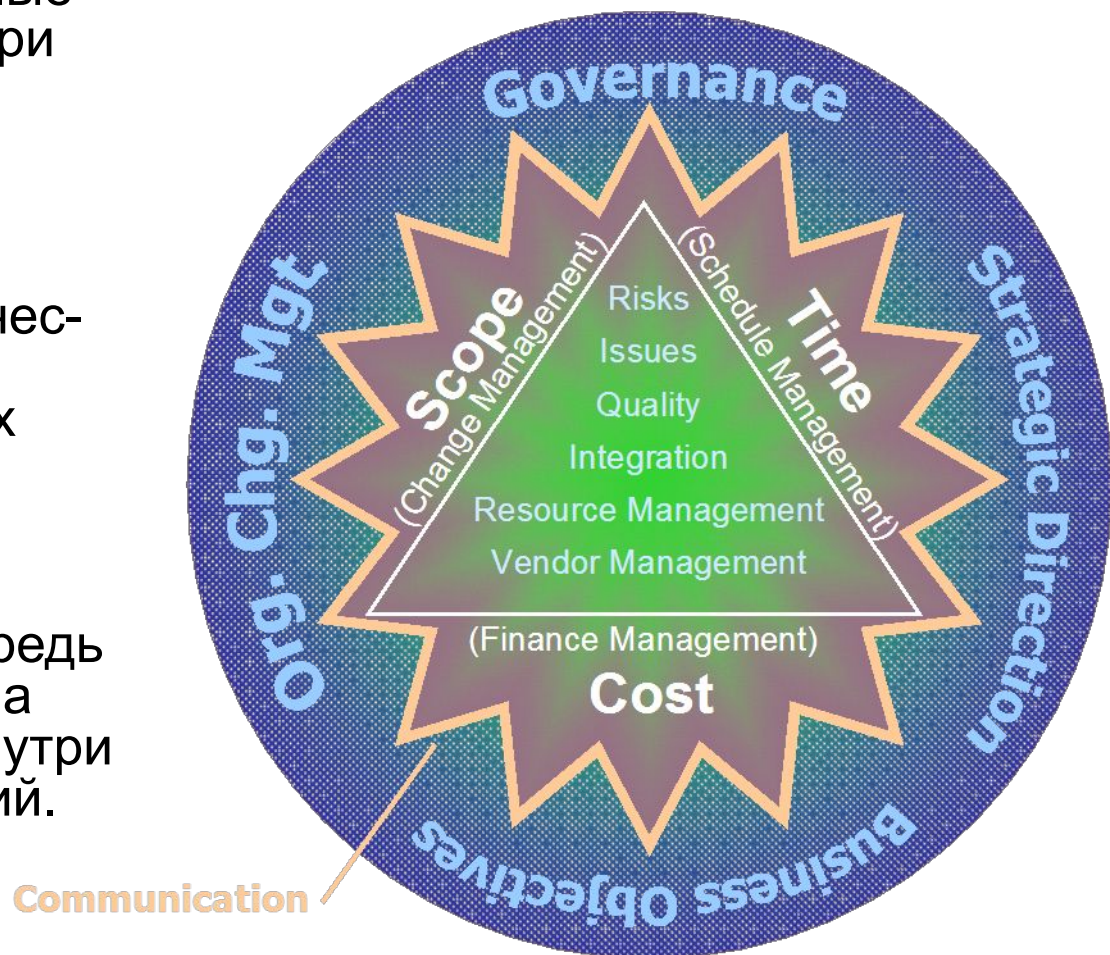 ри
нес-
х
редь
а
утри
ий.
Governance
Strategic Direction
Business Objectives
Org. Chg. Mgt
Scope
(Change Management)
Time
(Schedule Management)
Risks
Issues
Quality
Integration
Resource Management
Vendor Management
(Finance Management)
Cost
Communication